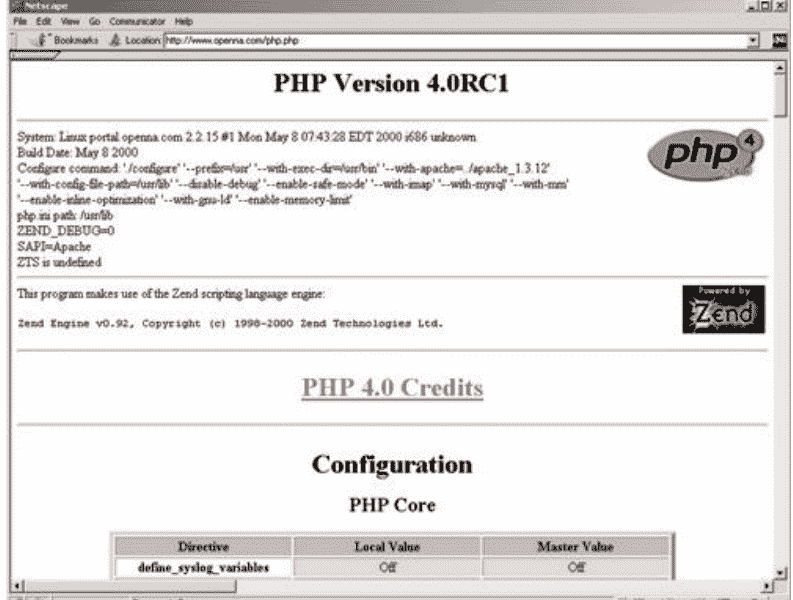 Netscape
File Edit View Go Communicator Help
Bookmarks Location: http://www.openna.com/php.php
PHP Version 4.0RC1
System: Linux portal.openna.com 2.2.15 #1 Mon May 8 07:43:28 EDT 2000 i686 unknown
Build Date: May 8 2000
Configure command: './configure' '--prefix=/usr' '--with-exec-dir=/usr/bin' '--with-apache=../apache_1.3.12'
'--with-config-file-path=/usr/lib' '--disable-debug' '--enable-safe-mode' '--with-imap' '--with-mysql' '--with-mm'
'--enable-inline-optimization' '--with-gnu-ld' '--enable-memory-limit'
php.ini path: /usr/lib
ZEND_DEBUG=0
SAPI=Apache
ZTS is undefined
php 4
This program makes use of the Zend scripting language engine:
Zend Engine v0.92, Copyright (c) 1998-2000 Zend Technologies Ltd.
Powered by
Zend
PHP 4.0 Credits
Configuration
PHP Core
Directive Local Value Master Value
define_syslog_variables Off Off